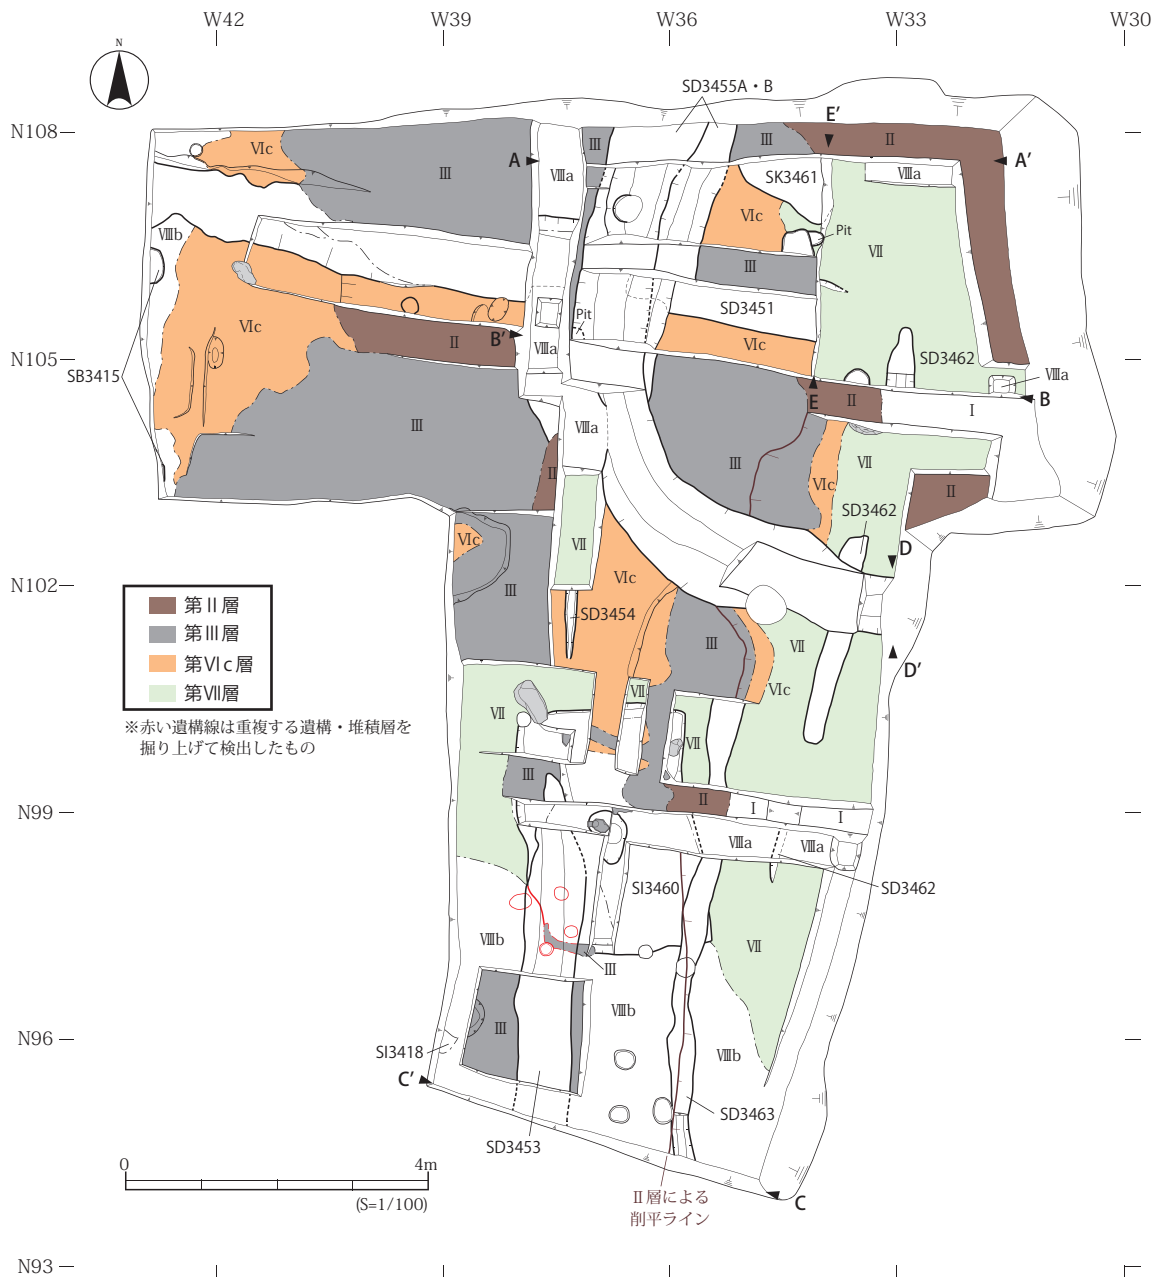 W42 W39 W36 W33 W30
N
SD3455A・B
E’
N108
Ⅵc Ⅲ A Ⅷa Ⅲ Ⅲ Ⅱ A’
SK3461 Ⅷa
Ⅵc Pit
Ⅷb Ⅶ
Ⅲ
SD3451
Ⅵc Pit
Ⅱ B’ Ⅷa Ⅵc
N105
SD3462
SB3415 Ⅷa
E Ⅱ I B
Ⅲ Ⅷa
Ⅲ Ⅶ
Ⅱ Ⅵc Ⅱ
SD3462
Ⅵc Ⅶ D
N102
Ⅲ Ⅵc
SD3454
第Ⅱ層
第Ⅲ層
第Ⅵc層
第Ⅶ層
Ⅲ Ⅶ
D’
Ⅶ Ⅵc
Ⅶ Ⅶ
※赤い遺構線は重複する遺構・堆積層を
掘り上げて検出したもの
Ⅲ
Ⅱ I I
N99
Ⅷa Ⅷa
SI3460 SD3462
Ⅷb Ⅶ
Ⅲ
Ⅷb
Ⅲ
N96
SI3418 Ⅷb
C’
SD3463
SD3453
0 4m
(S=1/100)
Ⅱ層による
削平ライン
C
N93